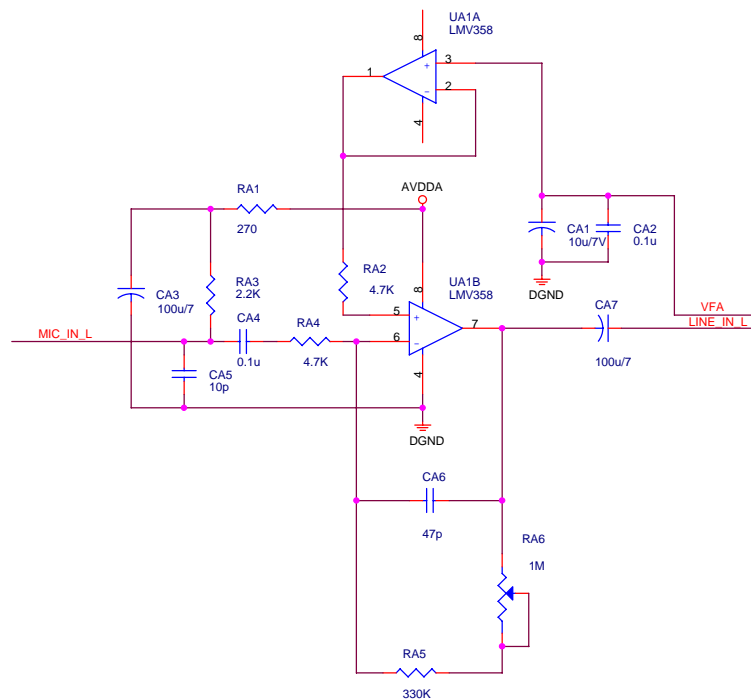 UA1A
LMV358
8
3
+
1
2
−
4
RA1
270
AVDDA
CA1
10u/7V
CA2
0.1u
DGND
RA3
2.2K
RA2
4.7K
UA1B
LMV358
8
CA3
100u/7
CA4
0.1u
RA4
4.7K
5
+
6
−
7
4
CA7
100u/7
VFA
LINE_IN_L
MIC_IN_L
CA5
10p
DGND
CA6
47p
RA6
1M
RA5
330K